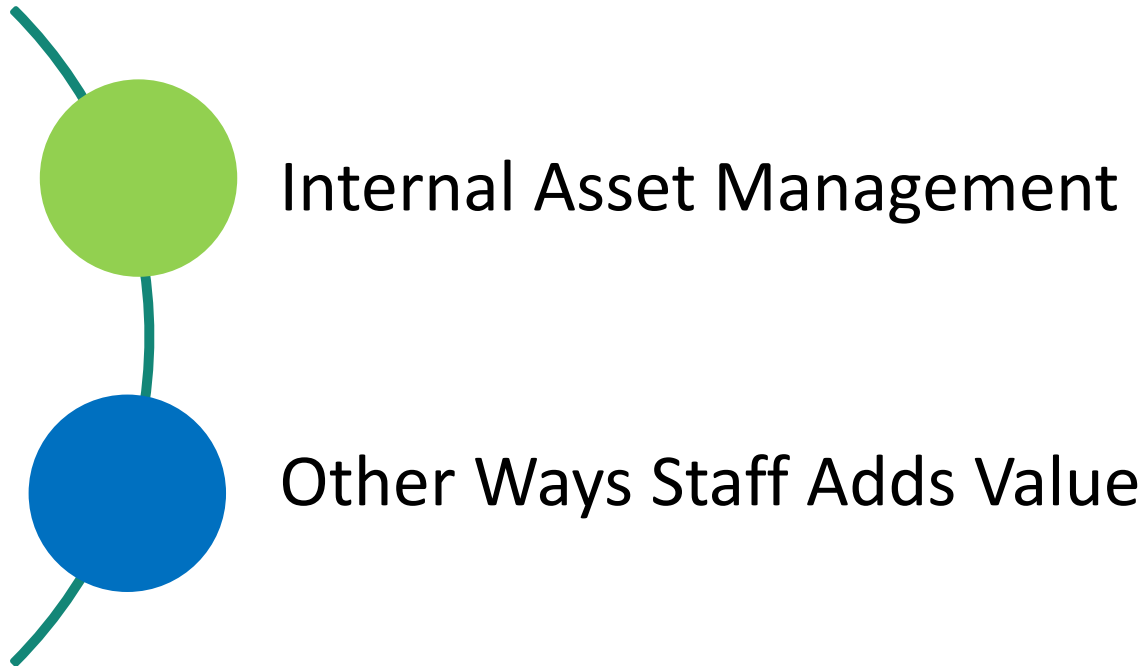 Internal Asset Management
Other Ways Staff Adds Value